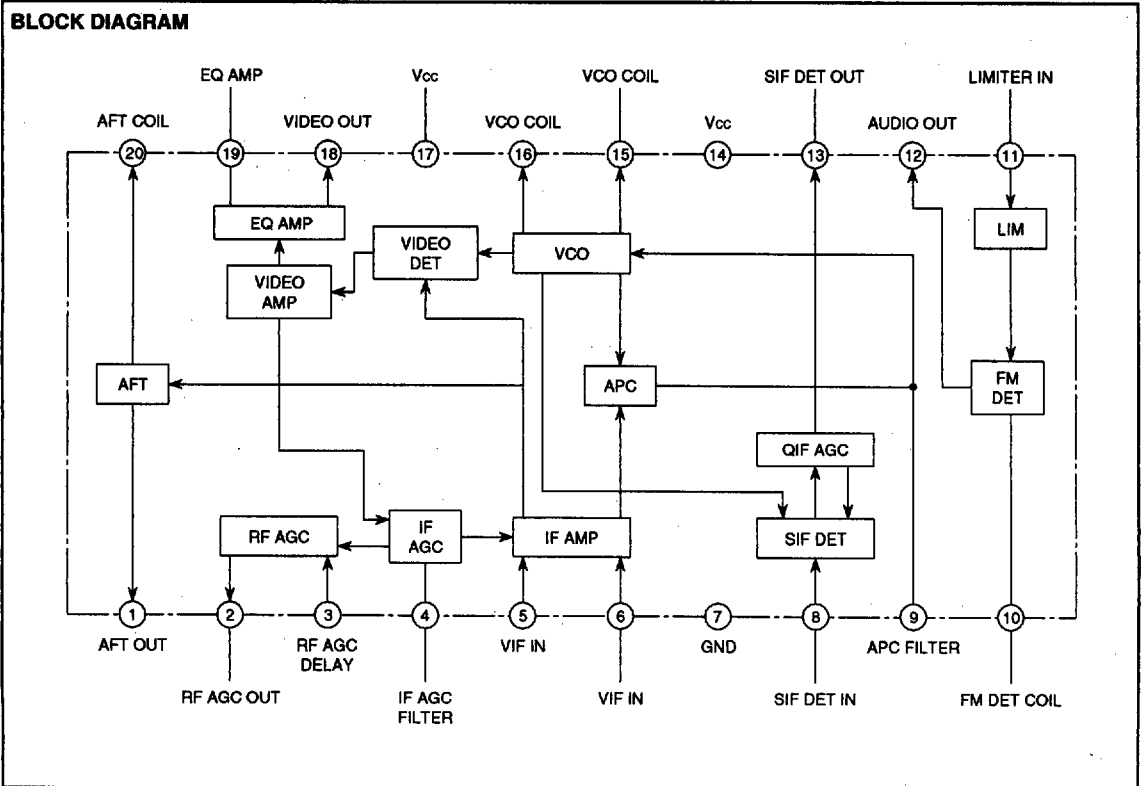 BLOCK DIAGRAM
EQ AMP
Vcc
VCO COIL
SIF DET OUT
LIMITER IN
AFT COIL
VIDEO OUT
VCO COIL
Vcc
AUDIO OUT
20
19
18
17
16
15
14
13
12
11
EQ AMP
VIDEO
DET
VCO
LIM
VIDEO
AMP
AFT
APC
FM
DET
QIF AGC
RF AGC
IF
AGC
IF AMP
SIF DET
1
2
3
4
5
6
7
8
9
10
AFT OUT
RF AGC
DELAY
VIF IN
GND
APC FILTER
RF AGC OUT
IF AGC
FILTER
VIF IN
SIF DET IN
FM DET COIL